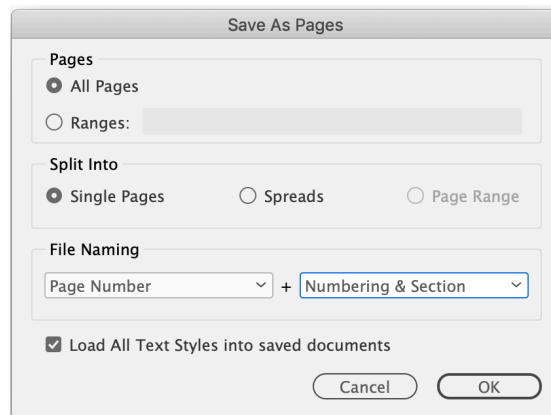 Save As Pages
Pages
All Pages
Ranges:
Split Into
Single Pages Spreads Page Range
File Naming
Page Number + Numbering & Section
Load All Text Styles into saved documents
Cancel OK